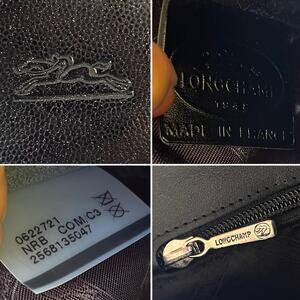 LONGCHAMP
1948
MADE IN FRANCE
0622721
NRB COM:C3
2568135047
LONGCHAMP